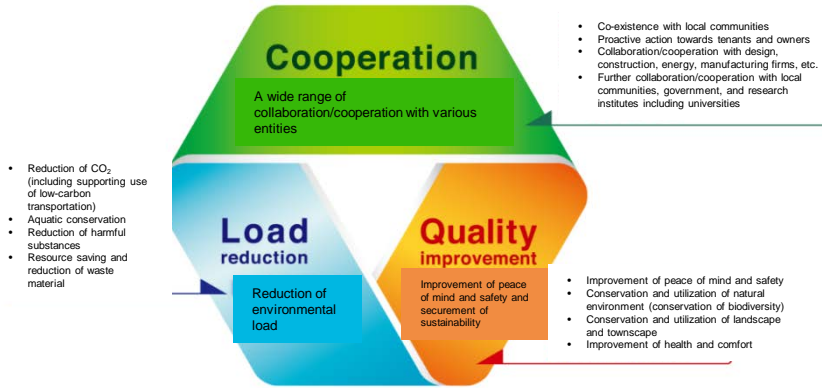 Cooperation
A wide range of
collaboration/cooperation with various
entities
• Co-existence with local communities
• Proactive action towards tenants and owners
• Collaboration/cooperation with design,
construction, energy, manufacturing firms, etc.
• Further collaboration/cooperation with local
communities, government, and research
institutes including universities
• Reduction of CO₂
(including supporting use
of low-carbon
transportation)
• Aquatic conservation
• Reduction of harmful
substances
• Resource saving and
reduction of waste
material
Load
reduction
Reduction of
environmental
load
Quality
improvement
Improvement of peace
of mind and safety and
securement of
sustainability
• Improvement of peace of mind and safety
• Conservation and utilization of natural
environment (conservation of biodiversity)
• Conservation and utilization of landscape
and townscape
• Improvement of health and comfort